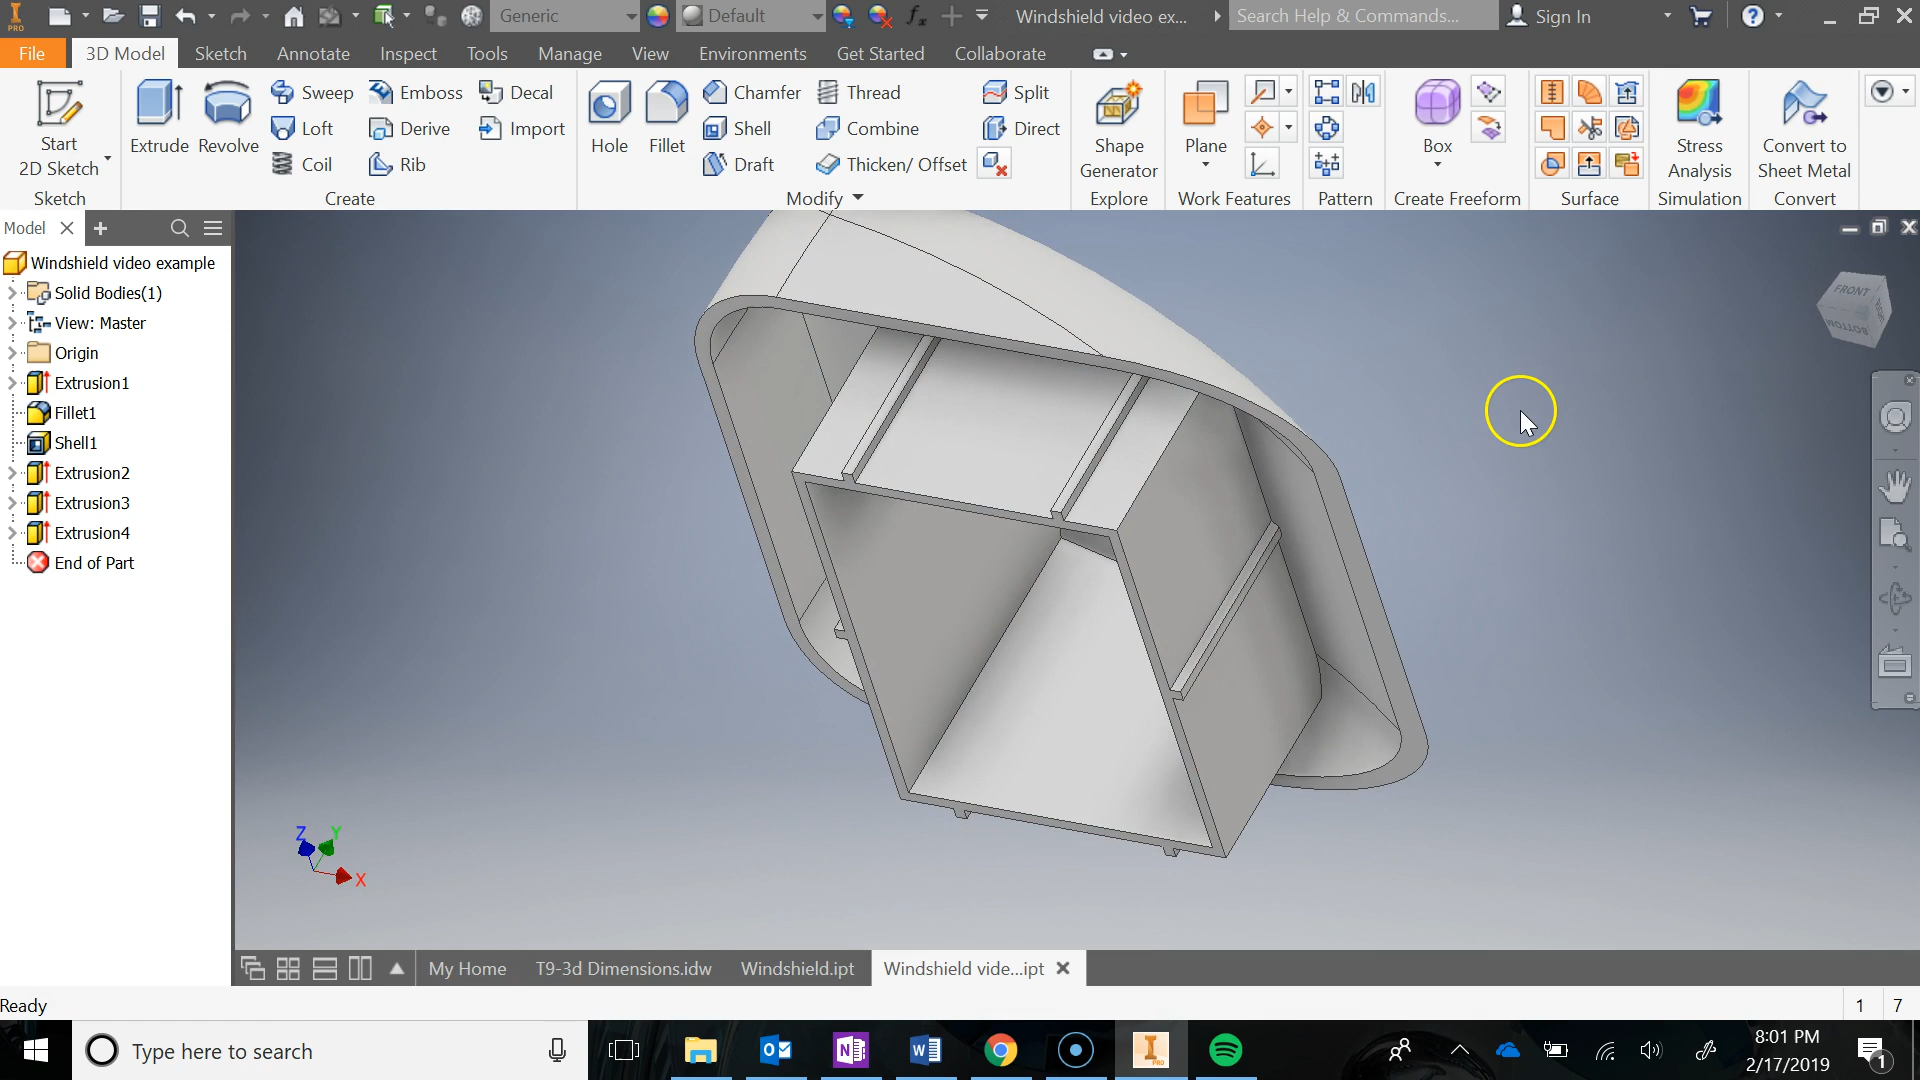 PRO
Generic
Default
fx
Windshield video ex...
Search Help & Commands...
Sign In
File
3D Model
Sketch
Annotate
Inspect
Tools
Manage
View
Environments
Get Started
Collaborate
Start
2D Sketch
Extrude
Revolve
Sweep
Loft
Coil
Emboss
Derive
Rib
Decal
Import
Hole
Fillet
Chamfer
Shell
Draft
Thread
Combine
Thicken/ Offset
Split
Direct
Shape
Generator
Plane
Box
Stress
Analysis
Convert to
Sheet Metal
Sketch
Create
Modify
Explore
Work Features
Pattern
Create Freeform
Surface
Simulation
Convert
Model
Windshield video example
Solid Bodies(1)
View: Master
Origin
Extrusion1
Fillet1
Shell1
Extrusion2
Extrusion3
Extrusion4
End of Part
FRONT
BOTTOM
Z
Y
X
My Home
T9-3d Dimensions.idw
Windshield.ipt
Windshield vide...ipt
Ready
1
7
Type here to search
PRO
8:01 PM
2/17/2019
1